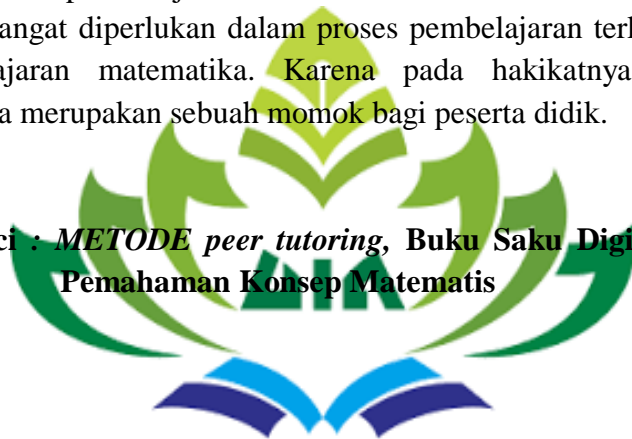 angat diperlukan dalam proses pembelajaran
ajaran matematika. Karena pada hakikatnya
a merupakan sebuah momok bagi peserta didik.
ci : METODE peer tutoring, Buku Saku Digi
Pemahaman Konsep Matematis